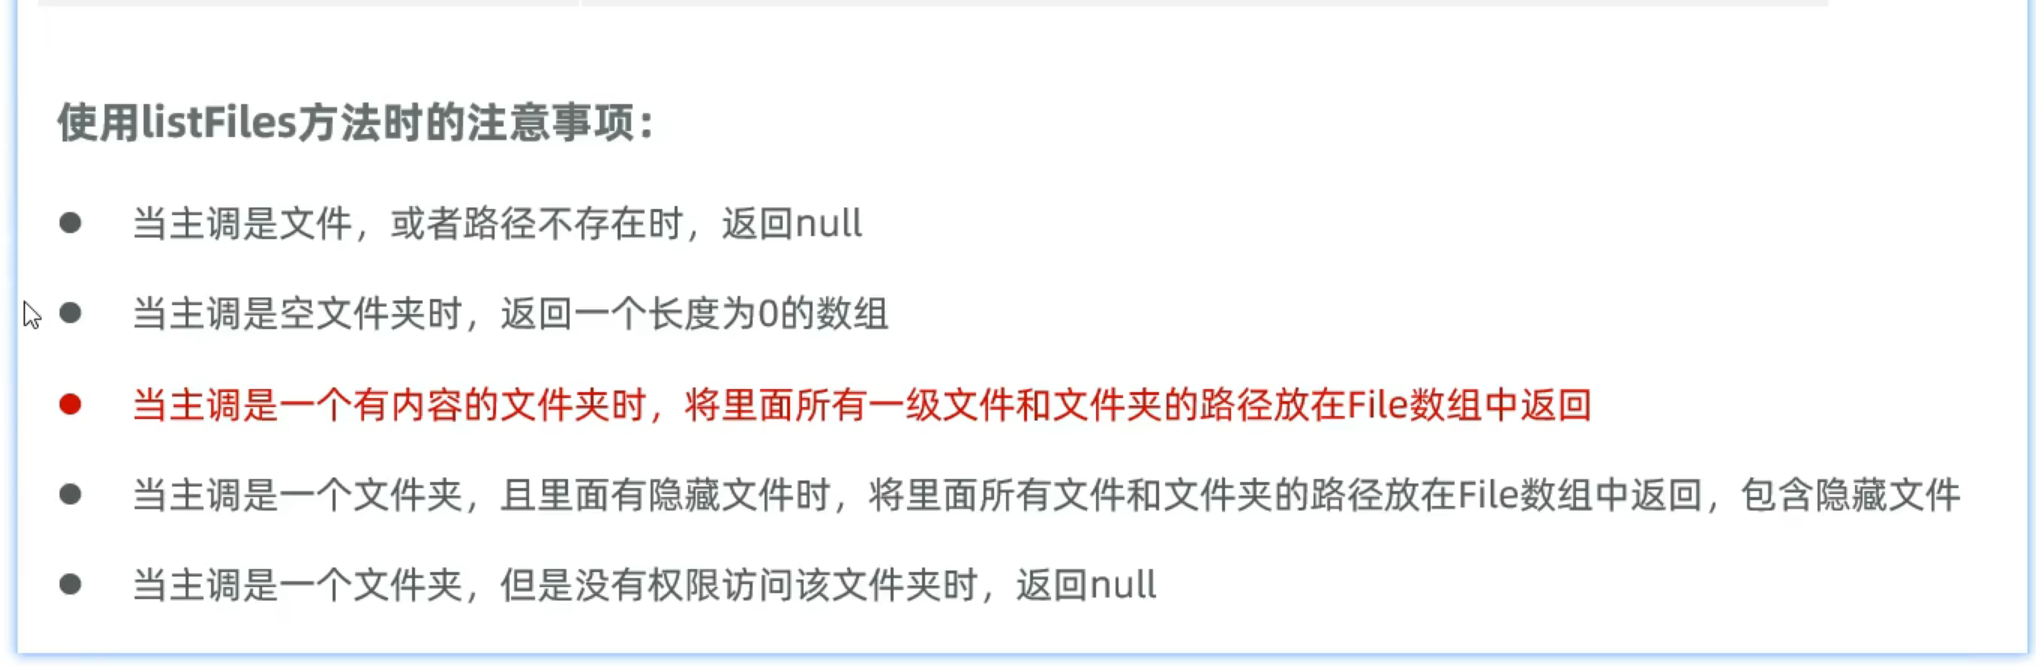 使用listFiles方法时的注意事项：
● 当主调是文件，或者路径不存在时，返回null
● 当主调是空文件夹时，返回一个长度为0的数组
● 当主调是一个有内容的文件夹时，将里面所有一级文件和文件夹的路径放在File数组中返回
● 当主调是一个文件夹，且里面有隐藏文件时，将里面所有文件和文件夹的路径放在File数组中返回，包含隐藏文件
● 当主调是一个文件夹，但是没有权限访问该文件夹时，返回null